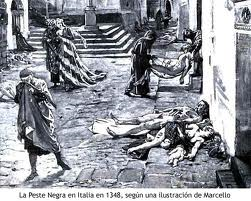 La Peste Negra en Italia en 1348, según una ilustración de Marcello